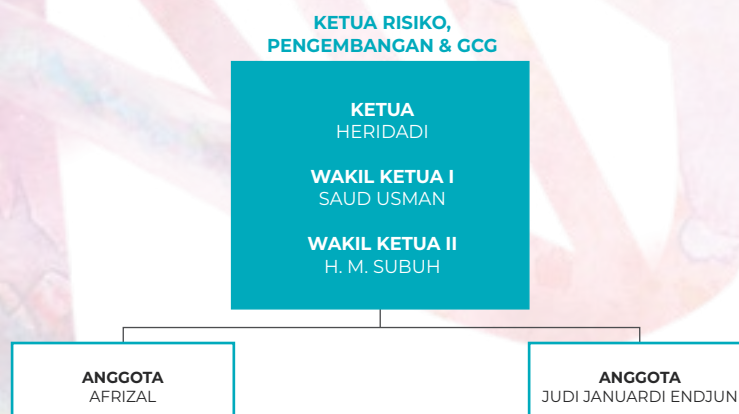 KETUA RISIKO,
PENGEMBANGAN & GCG
KETUA
HERIDADI
WAKIL KETUA I
SAUD USMAN
WAKIL KETUA II
H. M. SUBUH
ANGGOTA
AFRIZAL
ANGGOTA
JUDI JANUARDI ENDJUN